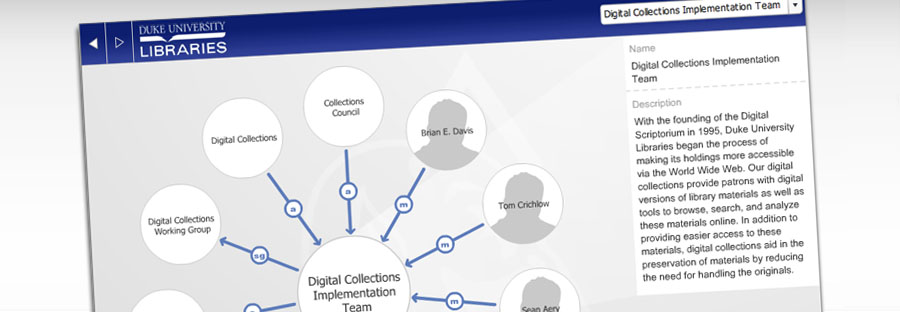 DUKE UNIVERSITY
LIBRARIES
Digital Collections Implementation Team
Name
Digital Collections Implementation
Team
Description
With the founding of the Digital
Scriptorium in 1995, Duke University
Libraries began the process of
making its holdings more accessible
via the World Wide Web. Our digital
collections provide patrons with digital
versions of library materials as well as
tools to browse, search, and analyze
these materials online. In addition to
providing easier access to these
materials, digital collections aid in the
preservation of materials by reducing
the need for handling the originals.
Collections
Council
Digital Collections
Brian E. Davis
Tom Crichlow
Digital Collections
Working Group
a
a
m
m
sg
Digital Collections
Implementation
Team
m
Sean Aery